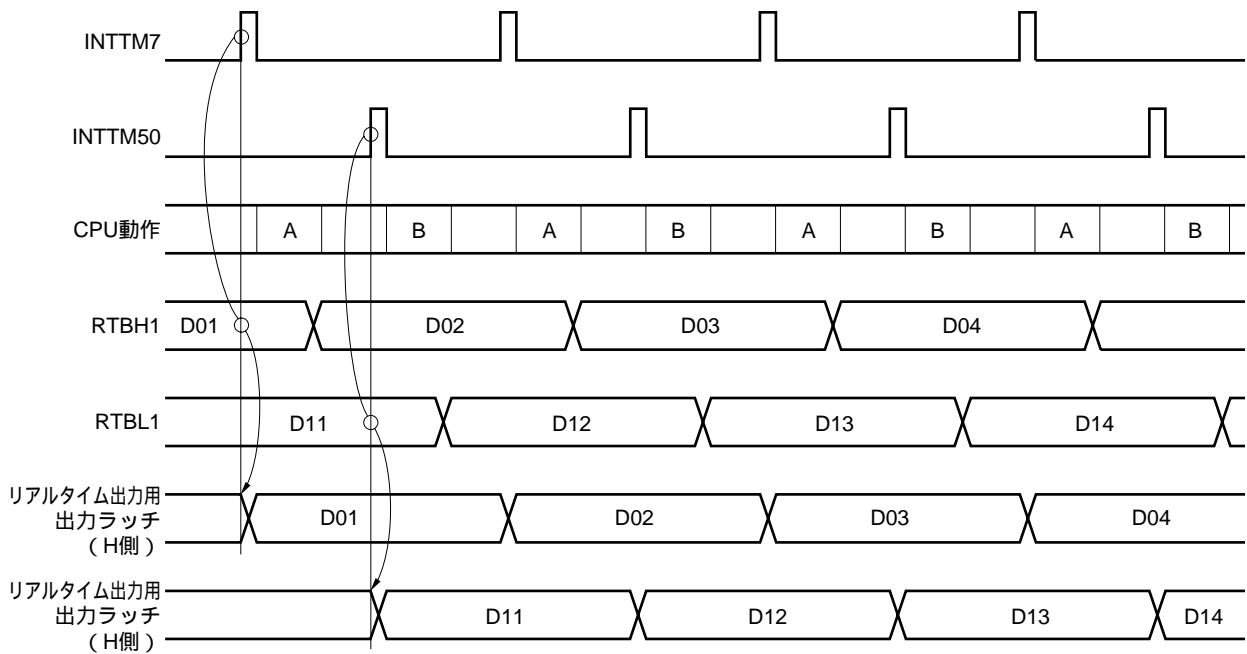 INTTM7
INTTM50
CPU動作 A B A B A B A B
RTBH1 D01 D02 D03 D04
RTBL1 D11 D12 D13 D14
リアルタイム出力用
出力ラッチ D01 D02 D03 D04
（H側）
リアルタイム出力用
出力ラッチ D11 D12 D13 D14
（H側）